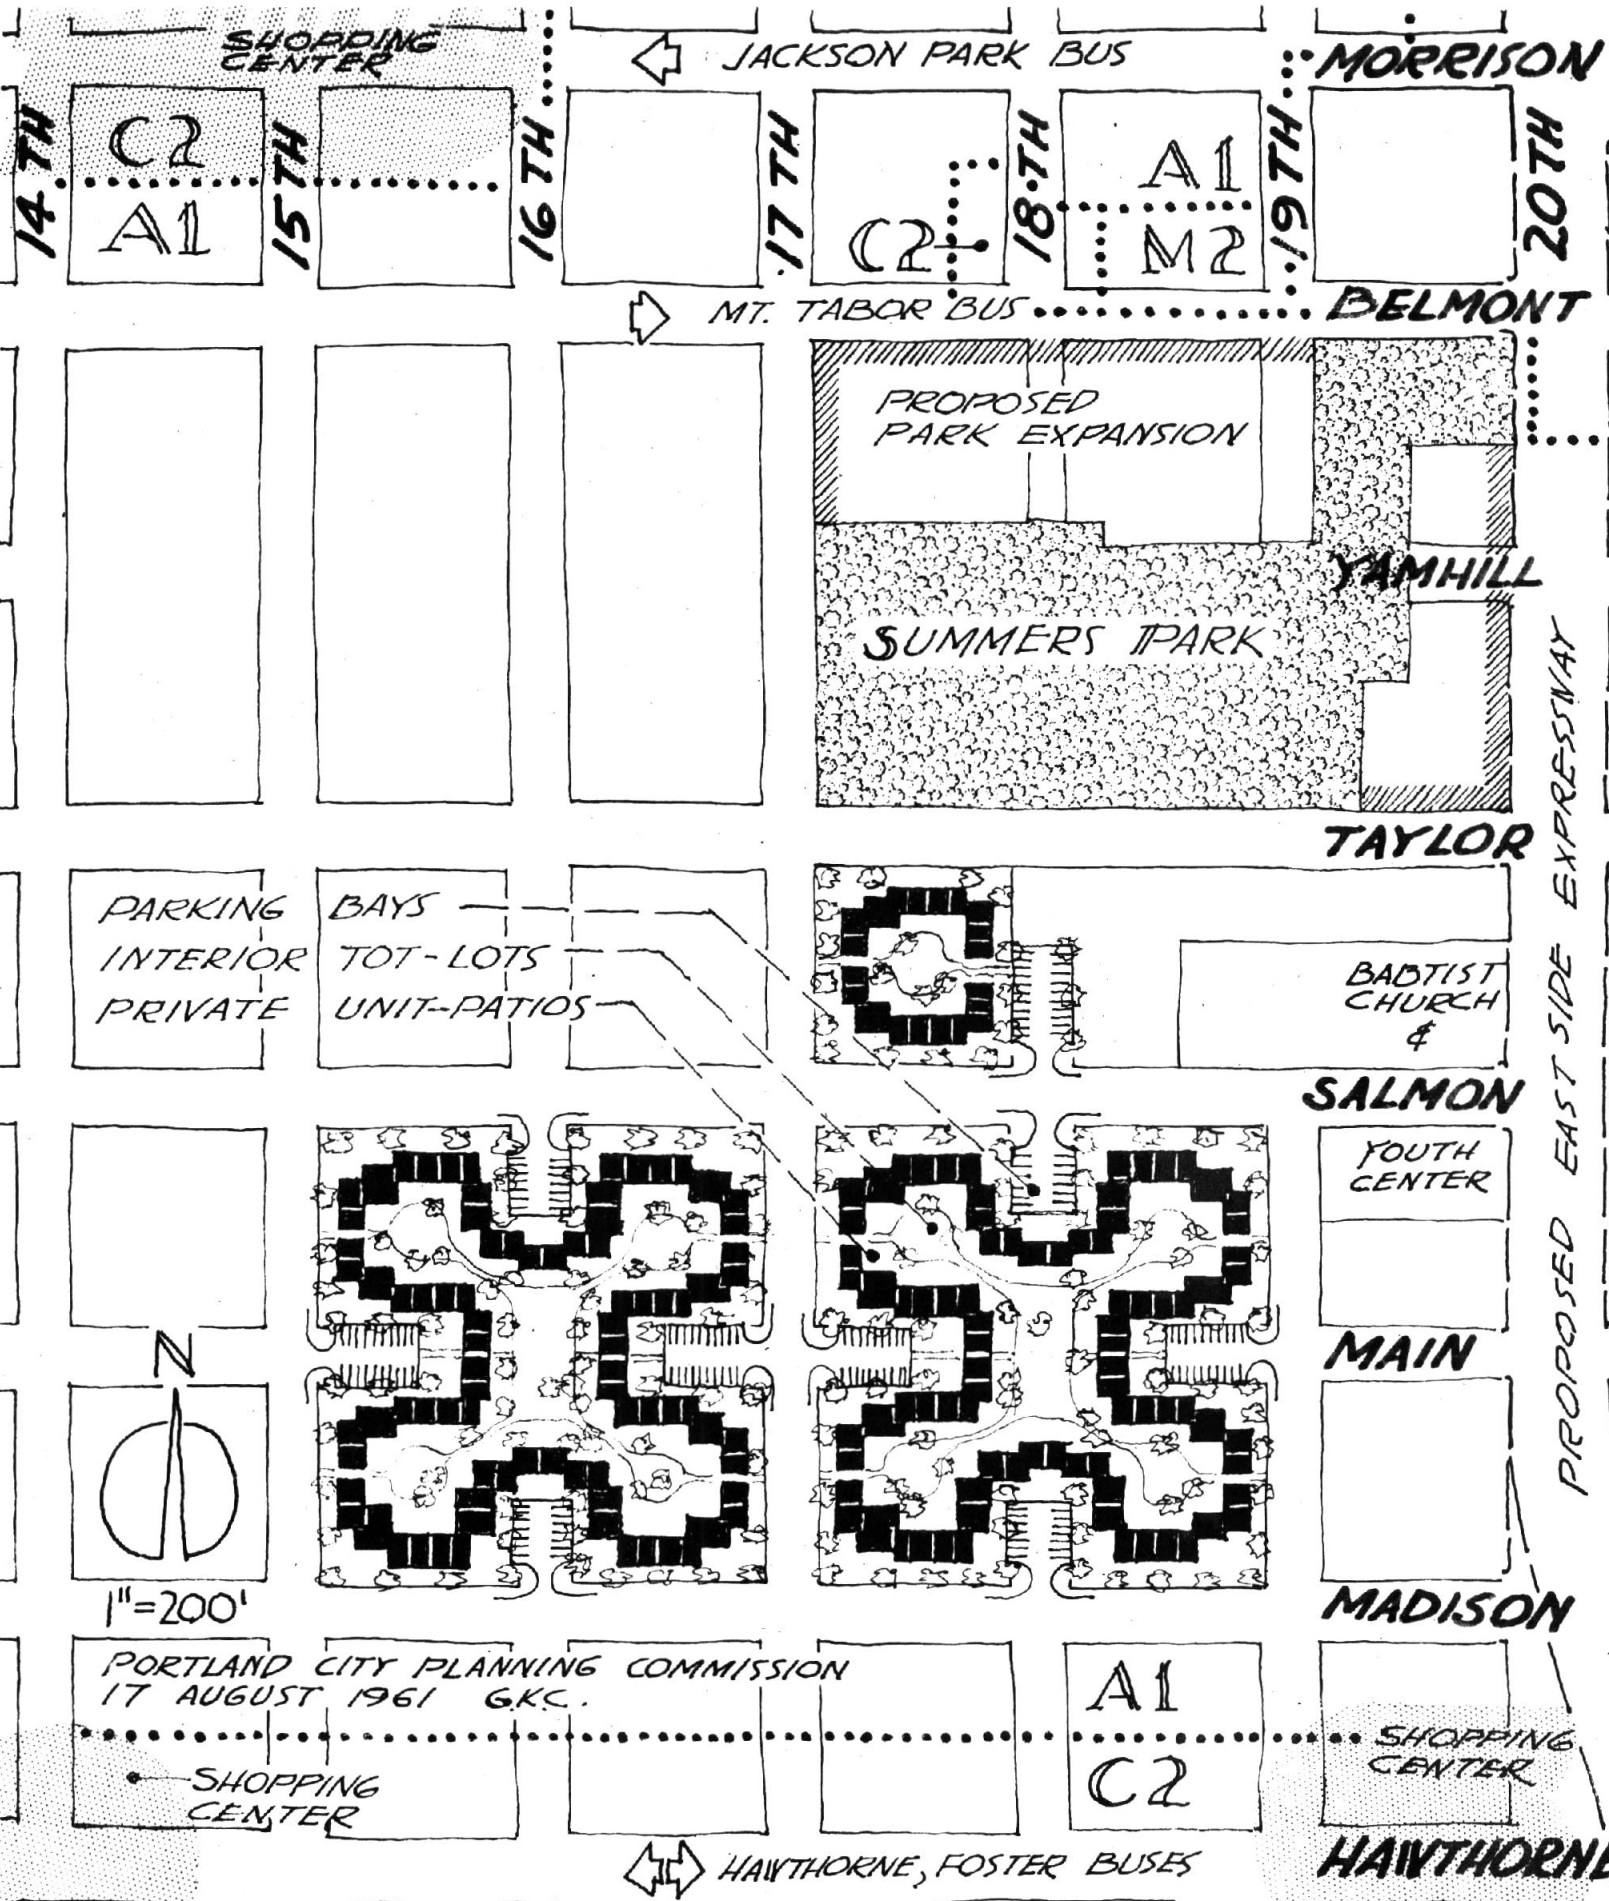 SHOPPING
CENTER
JACKSON PARK BUS
MORRISON
14TH
15TH
16TH
17TH
18TH
19TH
20TH
C2
A1
C2
A1
M2
MT. TABOR BUS
BELMONT
PROPOSED
PARK EXPANSION
YAMHILL
SUMMERS PARK
TAYLOR
PARKING BAYS
INTERIOR TOT-LOTS
PRIVATE UNIT-PATIOS
BABTIST
CHURCH
&
SALMON
YOUTH
CENTER
PROPOSED EAST SIDE EXPRESSWAY
MAIN
N
1"=200'
MADISON
PORTLAND CITY PLANNING COMMISSION
17 AUGUST 1961 G.K.C.
A1
C2
SHOPPING
CENTER
SHOPPING
CENTER
HAWTHORNE, FOSTER BUSES
HAWTHORNE